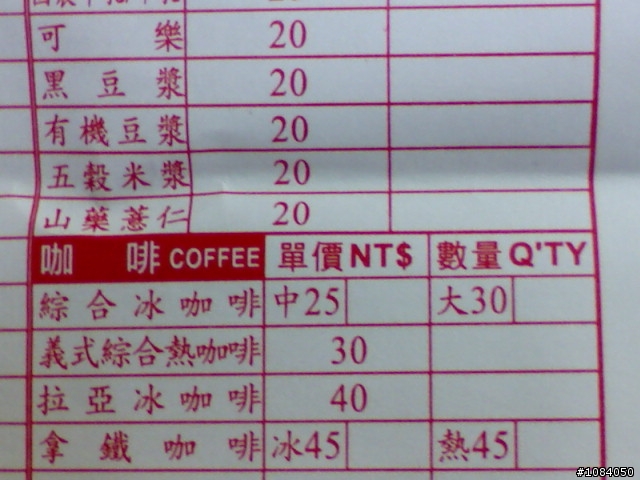 可樂 20
黑豆漿 20
有機豆漿 20
五穀米漿 20
山藥薏仁 20
咖啡 COFFEE 單價NT$ 數量Q'TY
綜合冰咖啡 中25 大30
義式綜合熱咖啡 30
拉亞冰咖啡 40
拿鐵咖啡 冰45 熱45
#1084050